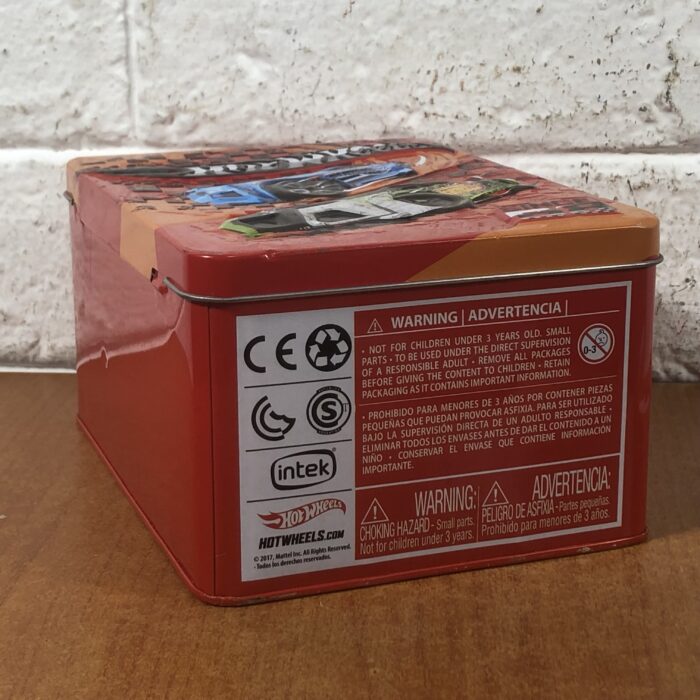 HOT WHEELS
CE
WARNING | ADVERTENCIA |
• NOT FOR CHILDREN UNDER 3 YEARS OLD. SMALL
PARTS • TO BE USED UNDER THE DIRECT SUPERVISION
OF A RESPONSIBLE ADULT • REMOVE ALL PACKAGES
BEFORE GIVING THE CONTENT TO CHILDREN • RETAIN
PACKAGING AS IT CONTAINS IMPORTANT INFORMATION.
0-3
• PROHIBIDO PARA MENORES DE 3 AÑOS POR CONTENER PIEZAS
PEQUEÑAS QUE PUEDAN PROVOCAR ASFIXIA. PARA SER UTILIZADO
BAJO LA SUPERVISIÓN DIRECTA DE UN ADULTO RESPONSABLE •
ELIMINAR TODOS LOS ENVASES ANTES DE DAR EL CONTENIDO A UN
NIÑO • CONSERVAR EL ENVASE QUE CONTIENE INFORMACIÓN
IMPORTANTE.
S
intek
HOT WHEELS
HOTWHEELS.COM
© 2017, Mattel Inc. All Rights Reserved.
• Todos los derechos reservados.
WARNING:
CHOKING HAZARD - Small parts.
Not for children under 3 years.
ADVERTENCIA:
PELIGRO DE ASFIXIA - Partes pequeñas.
Prohibido para menores de 3 años.